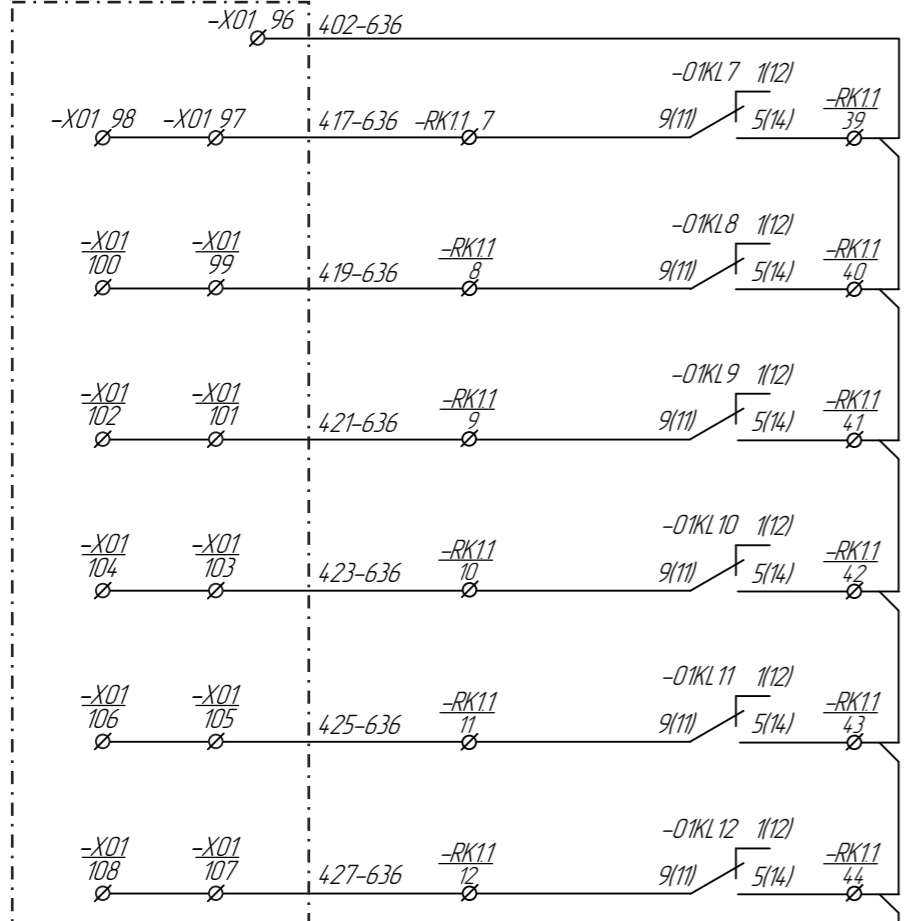 -X01 96 402-636
-01KL7 1(12)
-X01 98 -X01 97 417-636 -RK1.1 7 9(11) 5(14) -RK1.1
39
-01KL8 1(12)
-X01 -X01 -RK1.1 -RK1.1
100 99 419-636 8 9(11) 5(14) 40
-01KL9 1(12)
-X01 -X01 -RK1.1 -RK1.1
102 101 421-636 9 9(11) 5(14) 41
-01KL10 1(12)
-X01 -X01 -RK1.1 -RK1.1
104 103 423-636 10 9(11) 5(14) 42
-01KL11 1(12)
-X01 -X01 -RK1.1 -RK1.1
106 105 425-636 11 9(11) 5(14) 43
-01KL12 1(12)
-X01 -X01 -RK1.1 -RK1.1
108 107 427-636 12 9(11) 5(14) 44